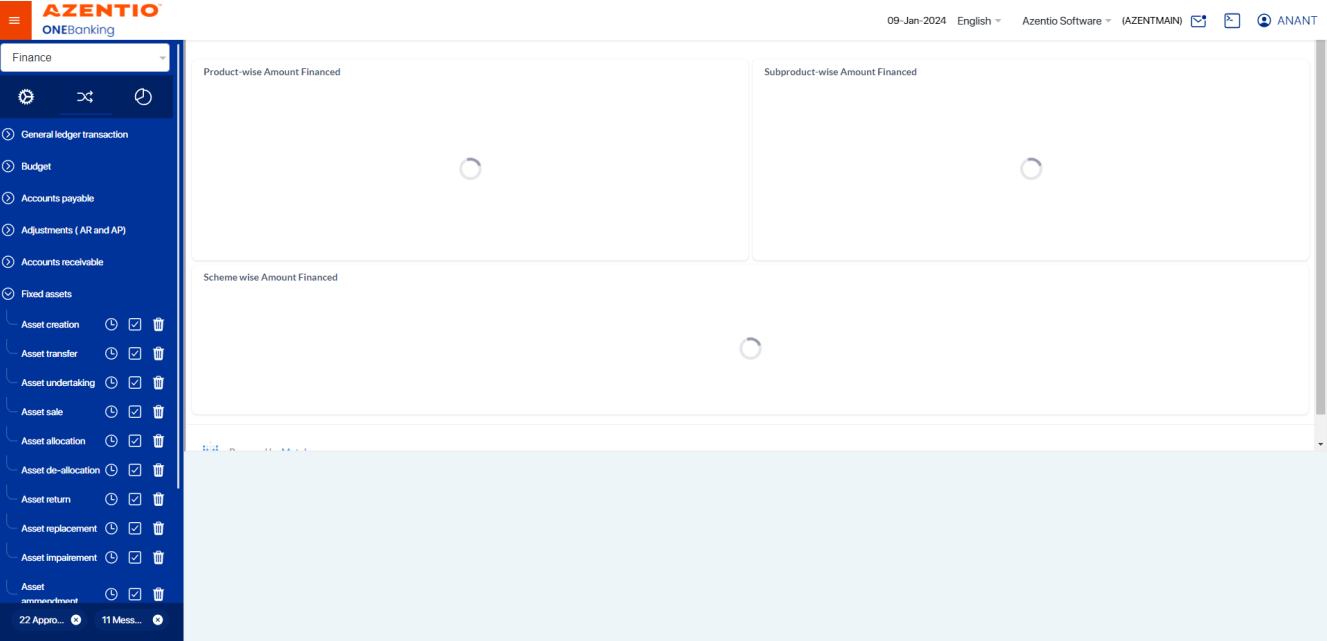 AZENTIO
ONEBanking
09-Jan-2024 English Azentio Software (AZENTMAIN) ANANT
Finance
General ledger transaction
Budget
Accounts payable
Adjustments ( AR and AP)
Accounts receivable
Fixed assets
Asset creation
Asset transfer
Asset undertaking
Asset sale
Asset allocation
Asset de-allocation
Asset return
Asset replacement
Asset impairment
Asset
ammendment
22 Appro...
11 Mess...
Product-wise Amount Financed
Subproduct-wise Amount Financed
Scheme wise Amount Financed